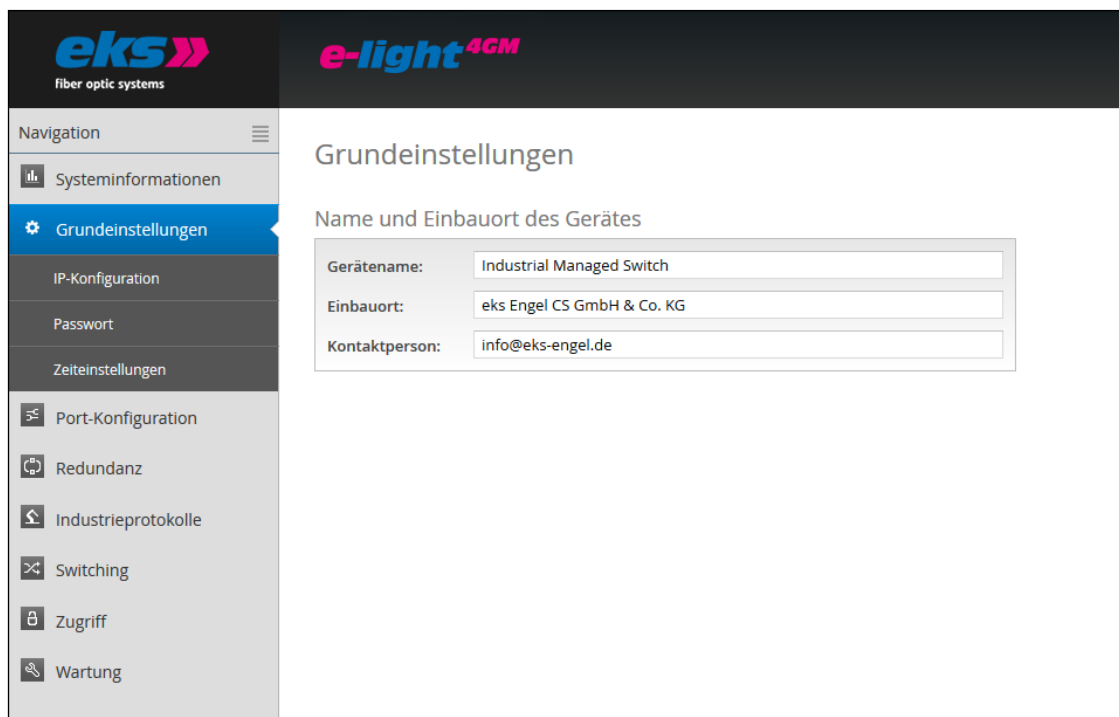 eks
fiber optic systems
e-light4GM
Navigation
Systeminformationen
Grundeinstellungen
IP-Konfiguration
Passwort
Zeiteinstellungen
Port-Konfiguration
Redundanz
Industrieprotokolle
Switching
Zugriff
Wartung
Grundeinstellungen
Name und Einbauort des Gerätes
Gerätename: Industrial Managed Switch
Einbauort: eks Engel CS GmbH & Co. KG
Kontaktperson: info@eks-engel.de